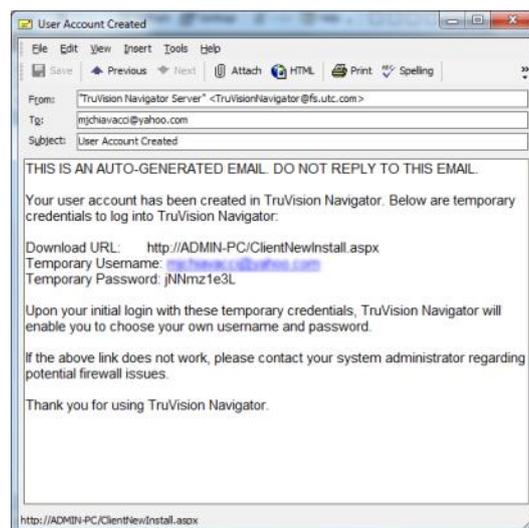 User Account Created
File Edit View Insert Tools Help
Save Previous Next Attach HTML Print Spelling »
From: "TruVision Navigator Server" <TruVisionNavigator@fs.utc.com>
To: mjchiavacci@yahoo.com
Subject: User Account Created
THIS IS AN AUTO-GENERATED EMAIL. DO NOT REPLY TO THIS EMAIL.
Your user account has been created in TruVision Navigator. Below are temporary
credentials to log into TruVision Navigator:
Download URL: http://ADMIN-PC/ClientNewInstall.aspx
Temporary Username:
Temporary Password: jNNmz1e3L
Upon your initial login with these temporary credentials, TruVision Navigator will
enable you to choose your own username and password.
If the above link does not work, please contact your system administrator regarding
potential firewall issues.
Thank you for using TruVision Navigator.
http://ADMIN-PC/ClientNewInstall.aspx